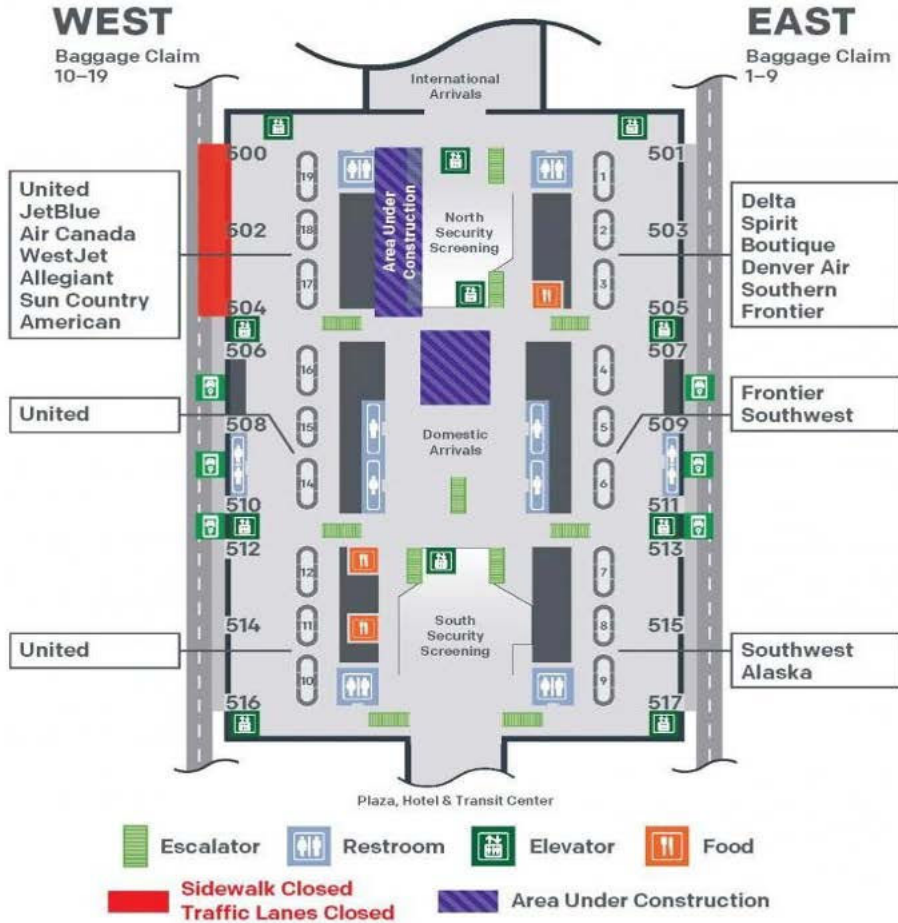 WEST
Baggage Claim
10–19
EAST
Baggage Claim
1–9
International
Arrivals
500
501
19
1
United
JetBlue
Air Canada
WestJet
Allegiant
Sun Country
American
502
18
17
504
Area Under
Construction
North
Security
Screening
2
3
503
505
Delta
Spirit
Boutique
Denver Air
Southern
Frontier
506
507
16
4
United
508
15
14
510
Domestic
Arrivals
5
6
509
511
Frontier
Southwest
512
513
12
7
514
11
8
515
South
Security
Screening
United
10
9
Southwest
Alaska
516
517
Plaza, Hotel & Transit Center
Escalator
Restroom
Elevator
Food
Sidewalk Closed
Traffic Lanes Closed
Area Under Construction